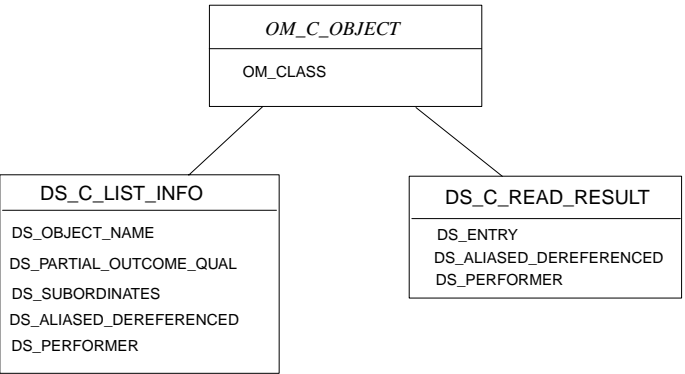 OM_C_OBJECT
OM_CLASS
DS_C_LIST_INFO
DS_OBJECT_NAME
DS_PARTIAL_OUTCOME_QUAL
DS_SUBORDINATES
DS_ALIASED_DEREFERENCED
DS_PERFORMER
DS_C_READ_RESULT
DS_ENTRY
DS_ALIASED_DEREFERENCED
DS_PERFORMER